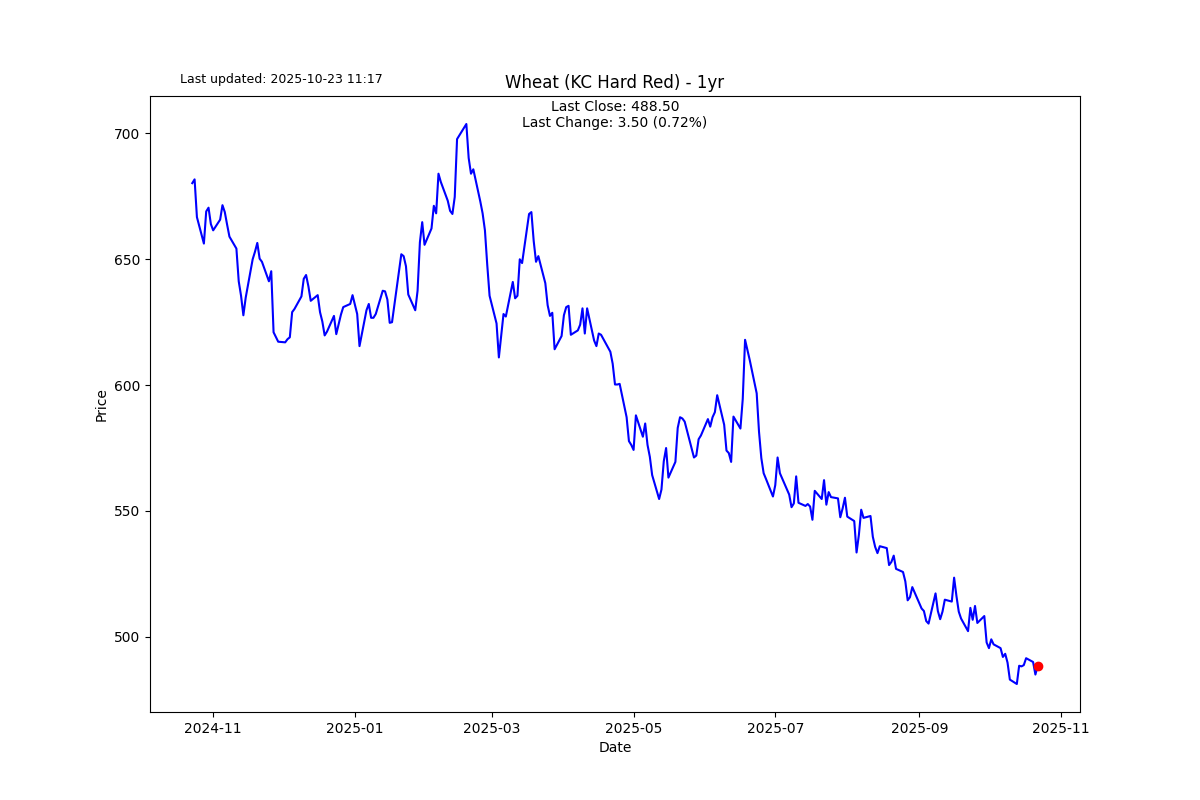 Last updated: 2025-10-23 11:17
Wheat (KC Hard Red) - 1yr
Last Close: 488.50
Last Change: 3.50 (0.72%)
700
650
600
550
500
Price
2024-11
2025-01
2025-03
2025-05
2025-07
2025-09
2025-11
Date